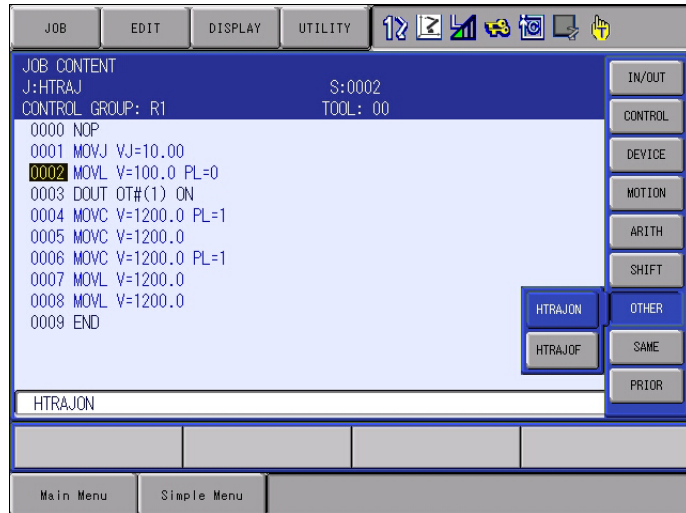 JOB EDIT DISPLAY UTILITY
JOB CONTENT
J:HTRAJ S:0002
CONTROL GROUP: R1 TOOL: 00
0000 NOP
0001 MOVJ VJ=10.00
0002 MOVL V=100.0 PL=0
0003 DOUT OT#(1) ON
0004 MOVC V=1200.0 PL=1
0005 MOVC V=1200.0
0006 MOVC V=1200.0 PL=1
0007 MOVL V=1200.0
0008 MOVL V=1200.0
0009 END
HTRAJON
IN/OUT
CONTROL
DEVICE
MOTION
ARITH
SHIFT
OTHER
SAME
PRIOR
HTRAJON
HTRAJOF
Main Menu Simple Menu